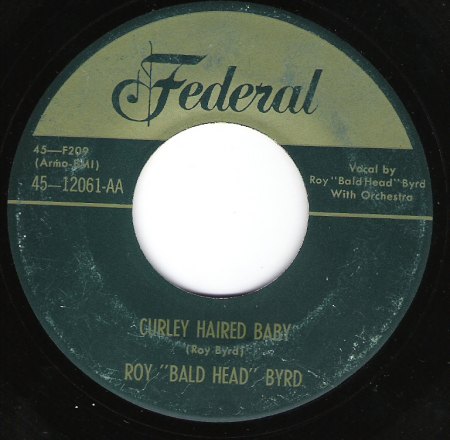 Federal
45—F209
(Armo-BMI)
45—12061-AA
Vocal by
Roy "Bald Head" Byrd
With Orchestra
CURLEY HAIRED BABY
(Roy Byrd)
ROY "BALD HEAD" BYRD